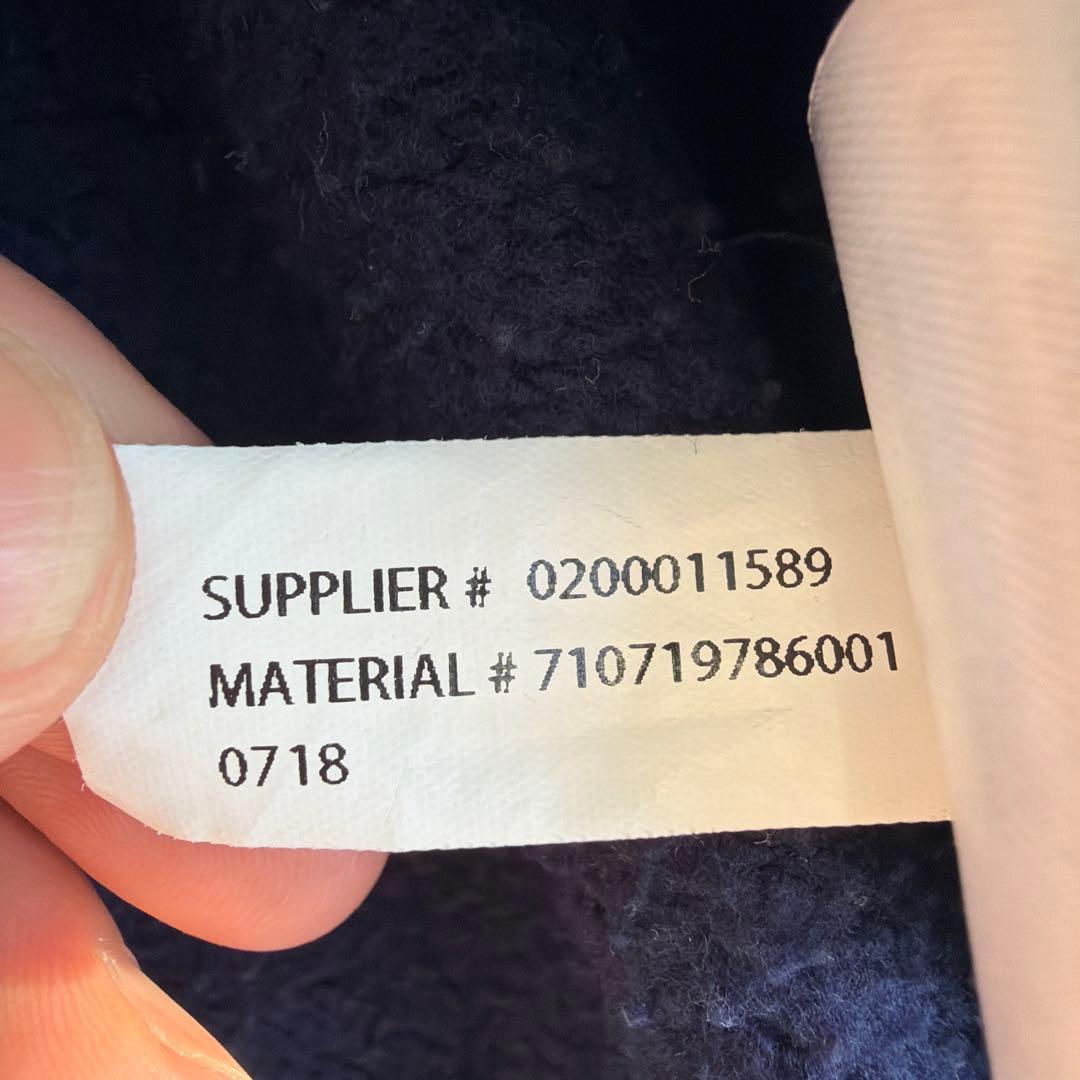 SUPPLIER # 0200011589
MATERIAL # 710719786001
0718